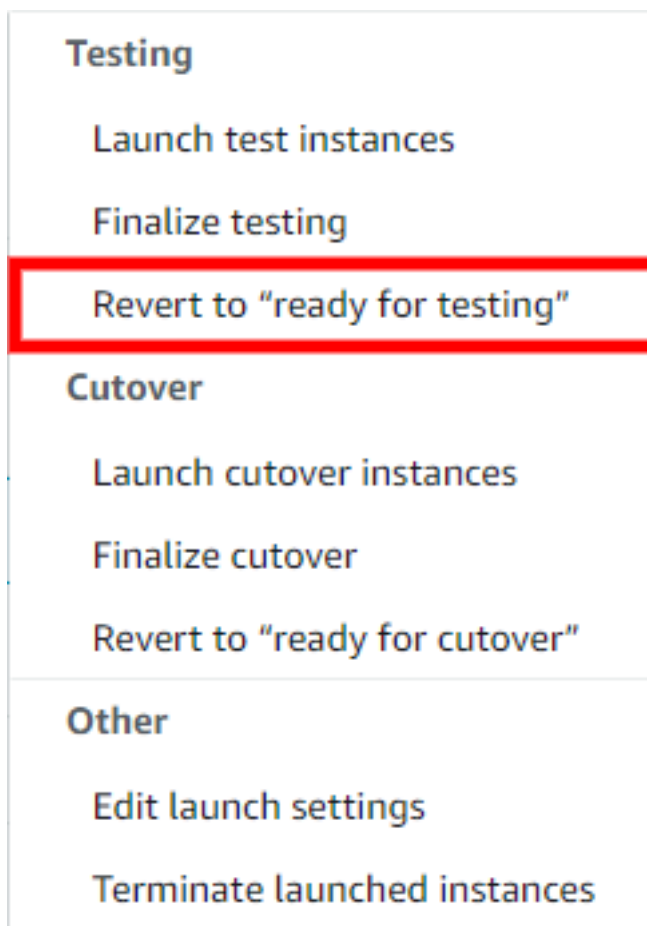 Testing
Launch test instances
Finalize testing
Revert to “ready for testing”
Cutover
Launch cutover instances
Finalize cutover
Revert to “ready for cutover”
Other
Edit launch settings
Terminate launched instances